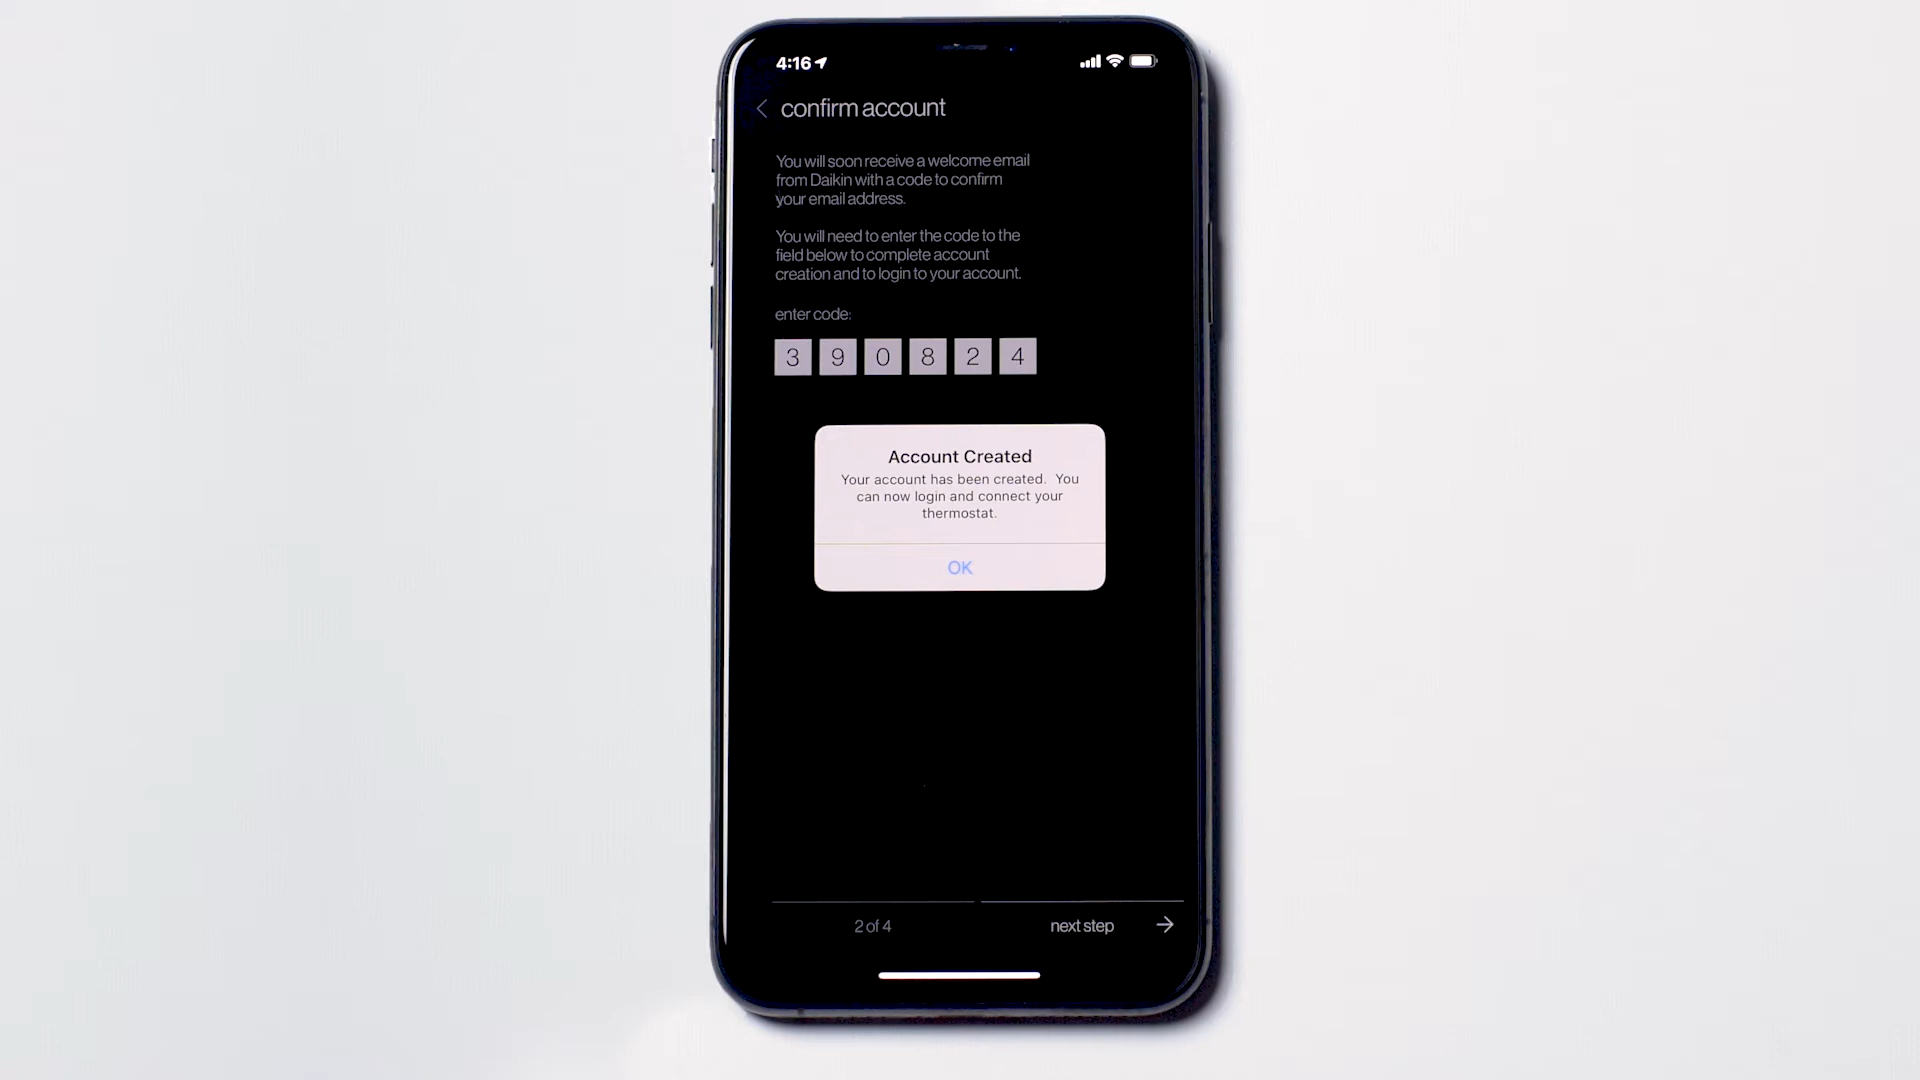 4:16
confirm account
You will soon receive a welcome email
from Daikin with a code to confirm
your email address.
You will need to enter the code to the
field below to complete account
creation and to login to your account.
enter code:
3 9 0 8 2 4
Account Created
Your account has been created. You
can now login and connect your
thermostat.
OK
2 of 4
next step